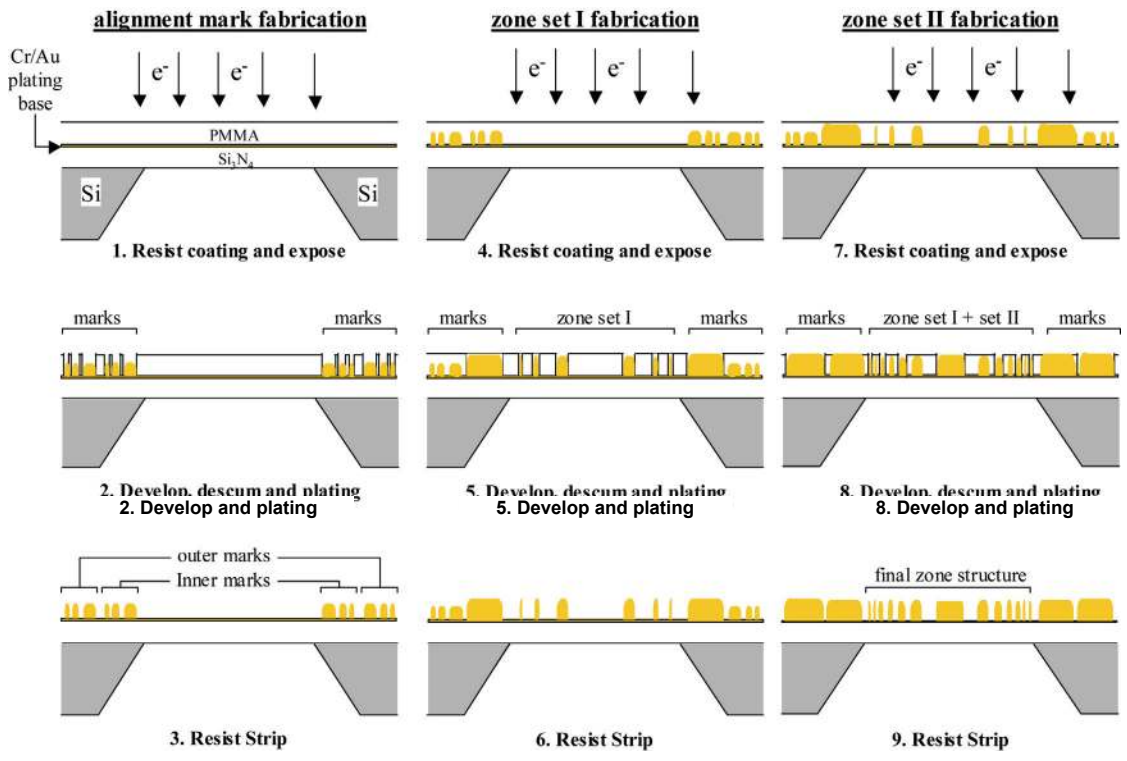 alignment mark fabrication
zone set I fabrication
zone set II fabrication
Cr/Au
plating
base
e⁻ e⁻
e⁻ e⁻
e⁻ e⁻
PMMA
Si₃N₄
Si Si
1. Resist coating and expose
4. Resist coating and expose
7. Resist coating and expose
marks marks
marks zone set I marks
marks zone set I + set II marks
2. Develop, descum and plating
2. Develop and plating
5. Develop, descum and plating
5. Develop and plating
8. Develop, descum and plating
8. Develop and plating
outer marks
Inner marks
final zone structure
3. Resist Strip
6. Resist Strip
9. Resist Strip